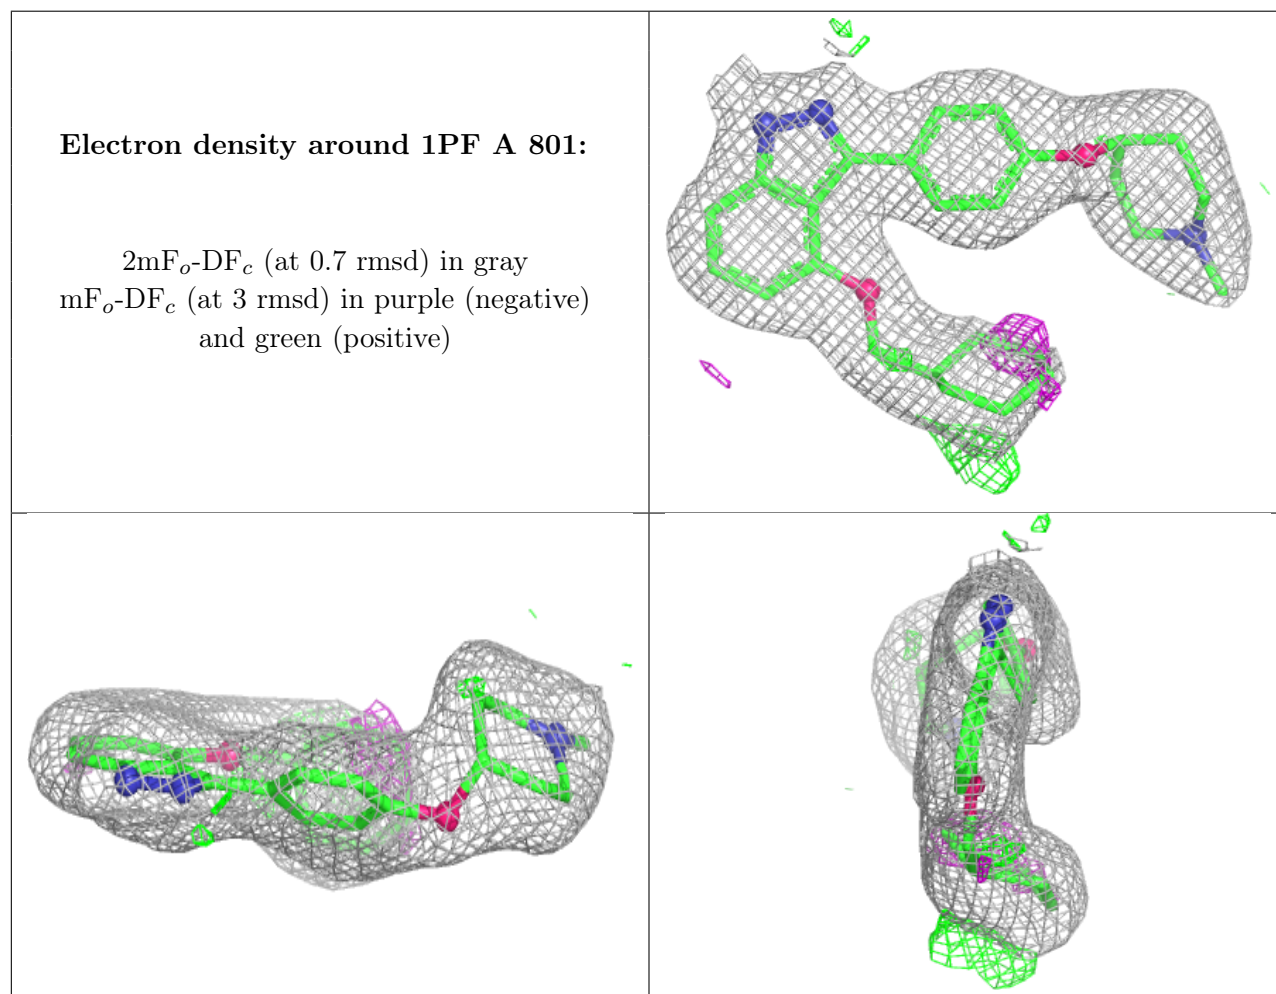 Electron density around 1PF A 801:
2mFo-DFc (at 0.7 rmsd) in gray
mFo-DFc (at 3 rmsd) in purple (negative)
and green (positive)